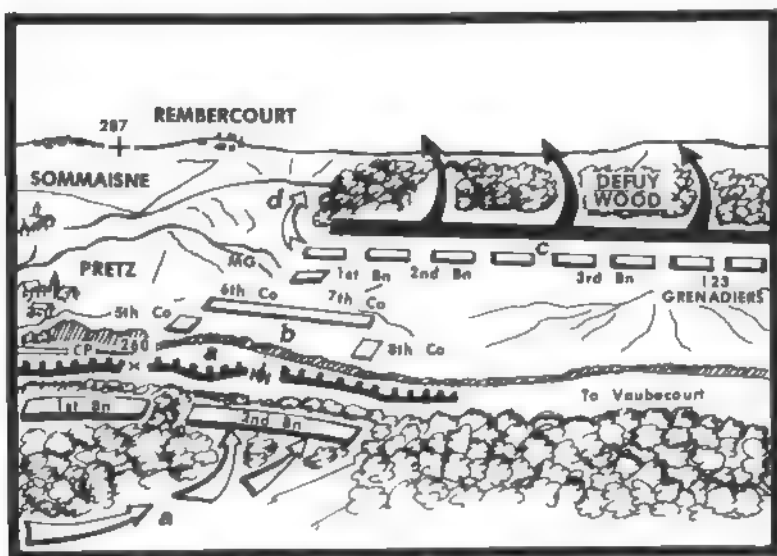 REMBERCOURT
287
SOMMAISNE
DEFUY
WOOD
d
C
MG
1st Bn 2nd Bn 3rd Bn 123
GRENADIERS
PRETZ
6th Co
7th Co
5th Co
b
8th Co
CP 260
To Vaubecourt
1st Bn
2nd Bn
a